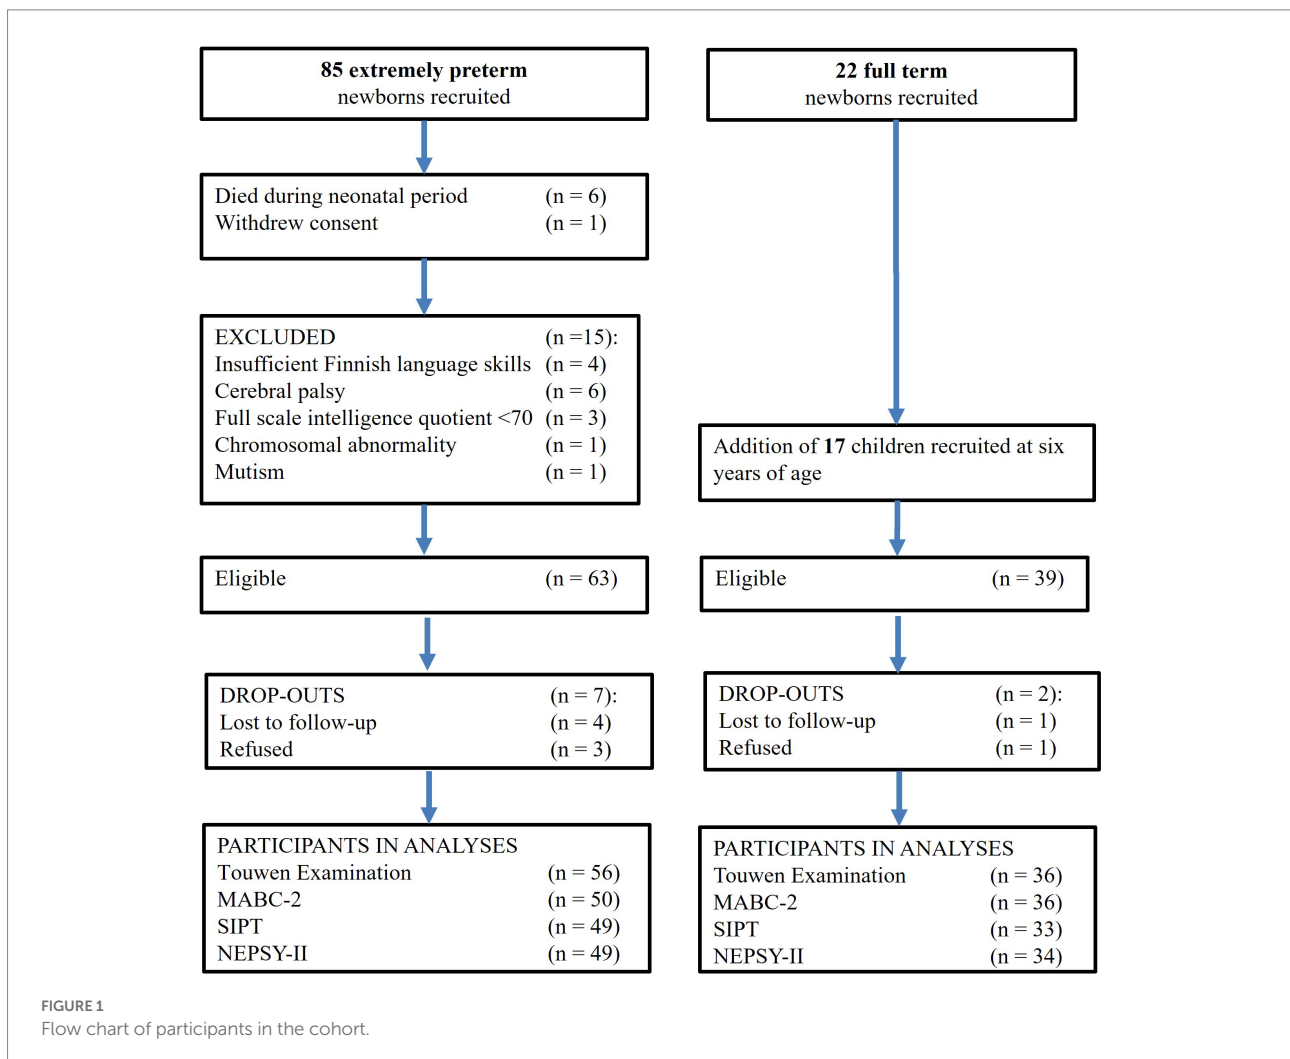 85 extremely preterm
newborns recruited
Died during neonatal period (n = 6)
Withdrew consent (n = 1)
EXCLUDED (n =15):
Insufficient Finnish language skills (n = 4)
Cerebral palsy (n = 6)
Full scale intelligence quotient <70 (n = 3)
Chromosomal abnormality (n = 1)
Mutism (n = 1)
Eligible (n = 63)
DROP-OUTS (n = 7):
Lost to follow-up (n = 4)
Refused (n = 3)
PARTICIPANTS IN ANALYSES
Touwen Examination (n = 56)
MABC-2 (n = 50)
SIPT (n = 49)
NEPSY-II (n = 49)
22 full term
newborns recruited
Addition of 17 children recruited at six
years of age
Eligible (n = 39)
DROP-OUTS (n = 2):
Lost to follow-up (n = 1)
Refused (n = 1)
PARTICIPANTS IN ANALYSES
Touwen Examination (n = 36)
MABC-2 (n = 36)
SIPT (n = 33)
NEPSY-II (n = 34)
FIGURE 1
Flow chart of participants in the cohort.